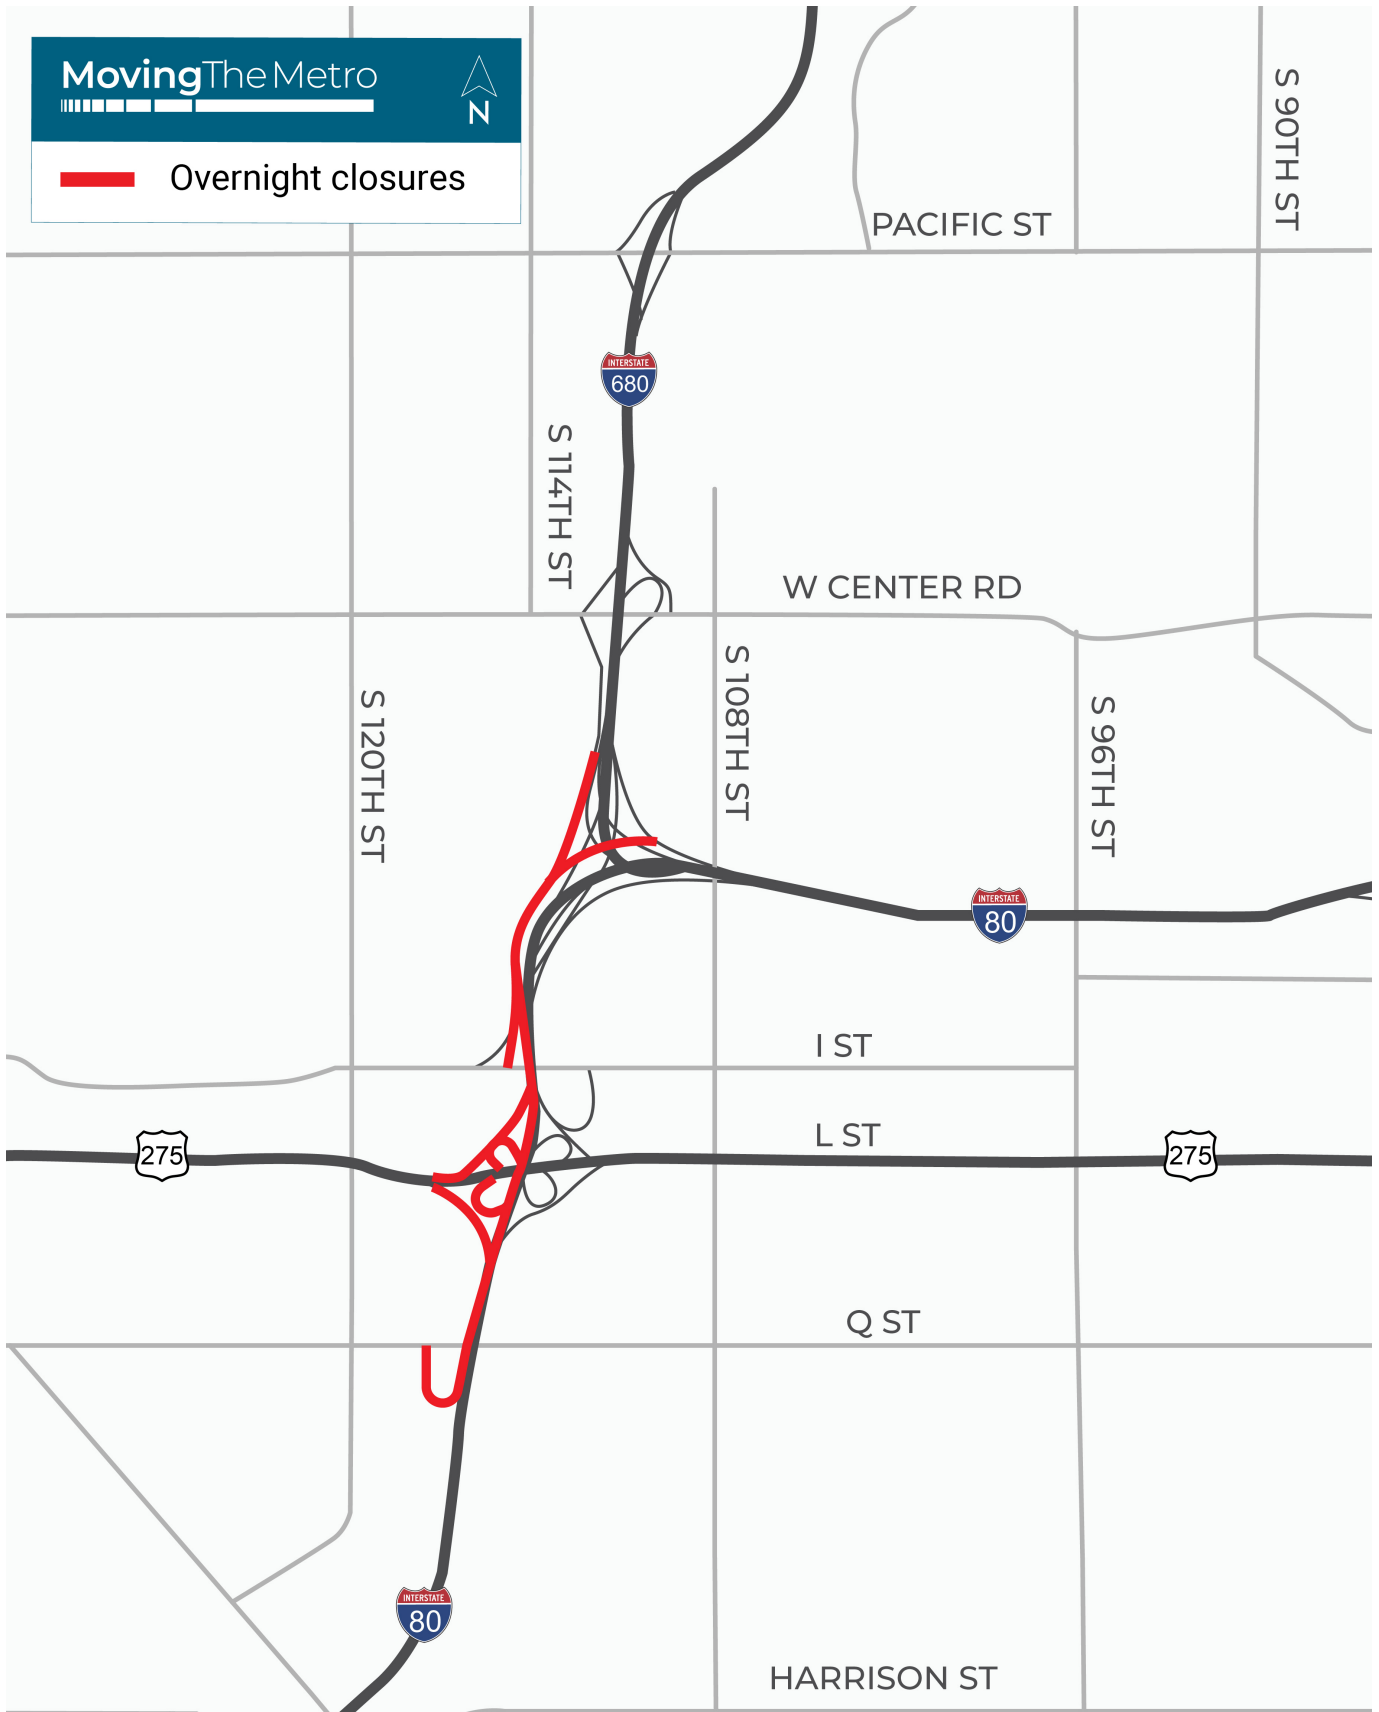 MovingTheMetro
N
Overnight closures
S 90TH ST
PACIFIC ST
INTERSTATE
680
S 114TH ST
W CENTER RD
S 108TH ST
S 120TH ST
S 96TH ST
INTERSTATE
80
I ST
L ST
275
275
Q ST
INTERSTATE
80
HARRISON ST